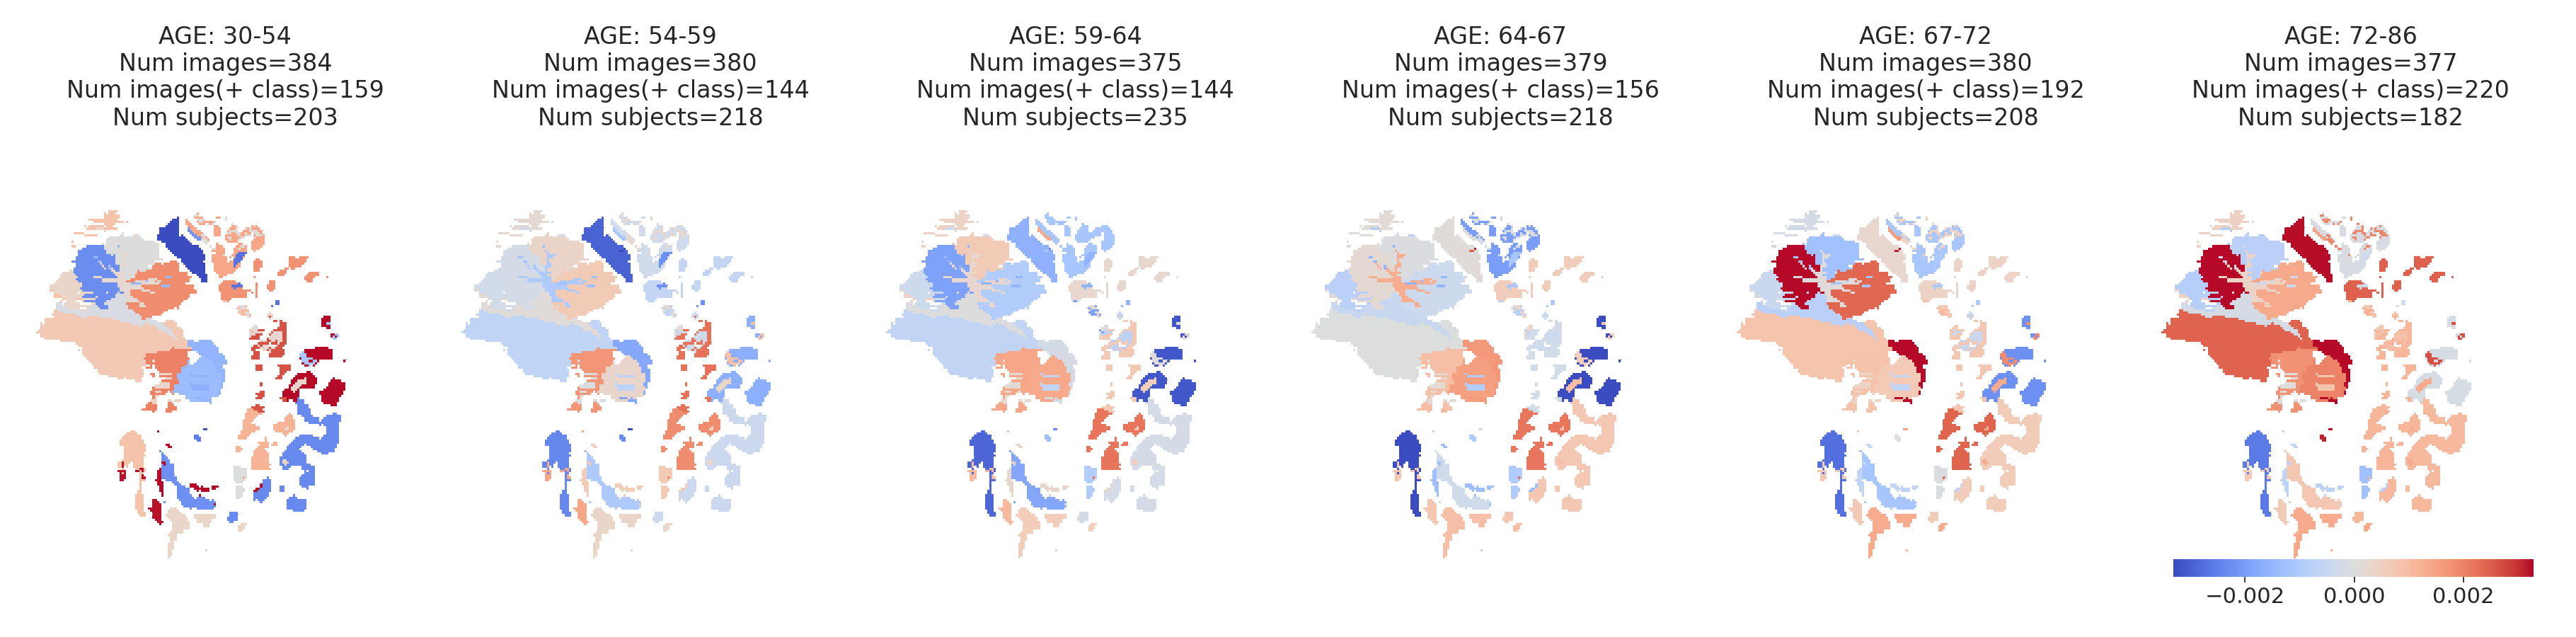 AGE: 30-54
Num images=384
Num images(+ class)=159
Num subjects=203
AGE: 54-59
Num images=380
Num images(+ class)=144
Num subjects=218
AGE: 59-64
Num images=375
Num images(+ class)=144
Num subjects=235
AGE: 64-67
Num images=379
Num images(+ class)=156
Num subjects=218
AGE: 67-72
Num images=380
Num images(+ class)=192
Num subjects=208
AGE: 72-86
Num images=377
Num images(+ class)=220
Num subjects=182
−0.002 0.000 0.002